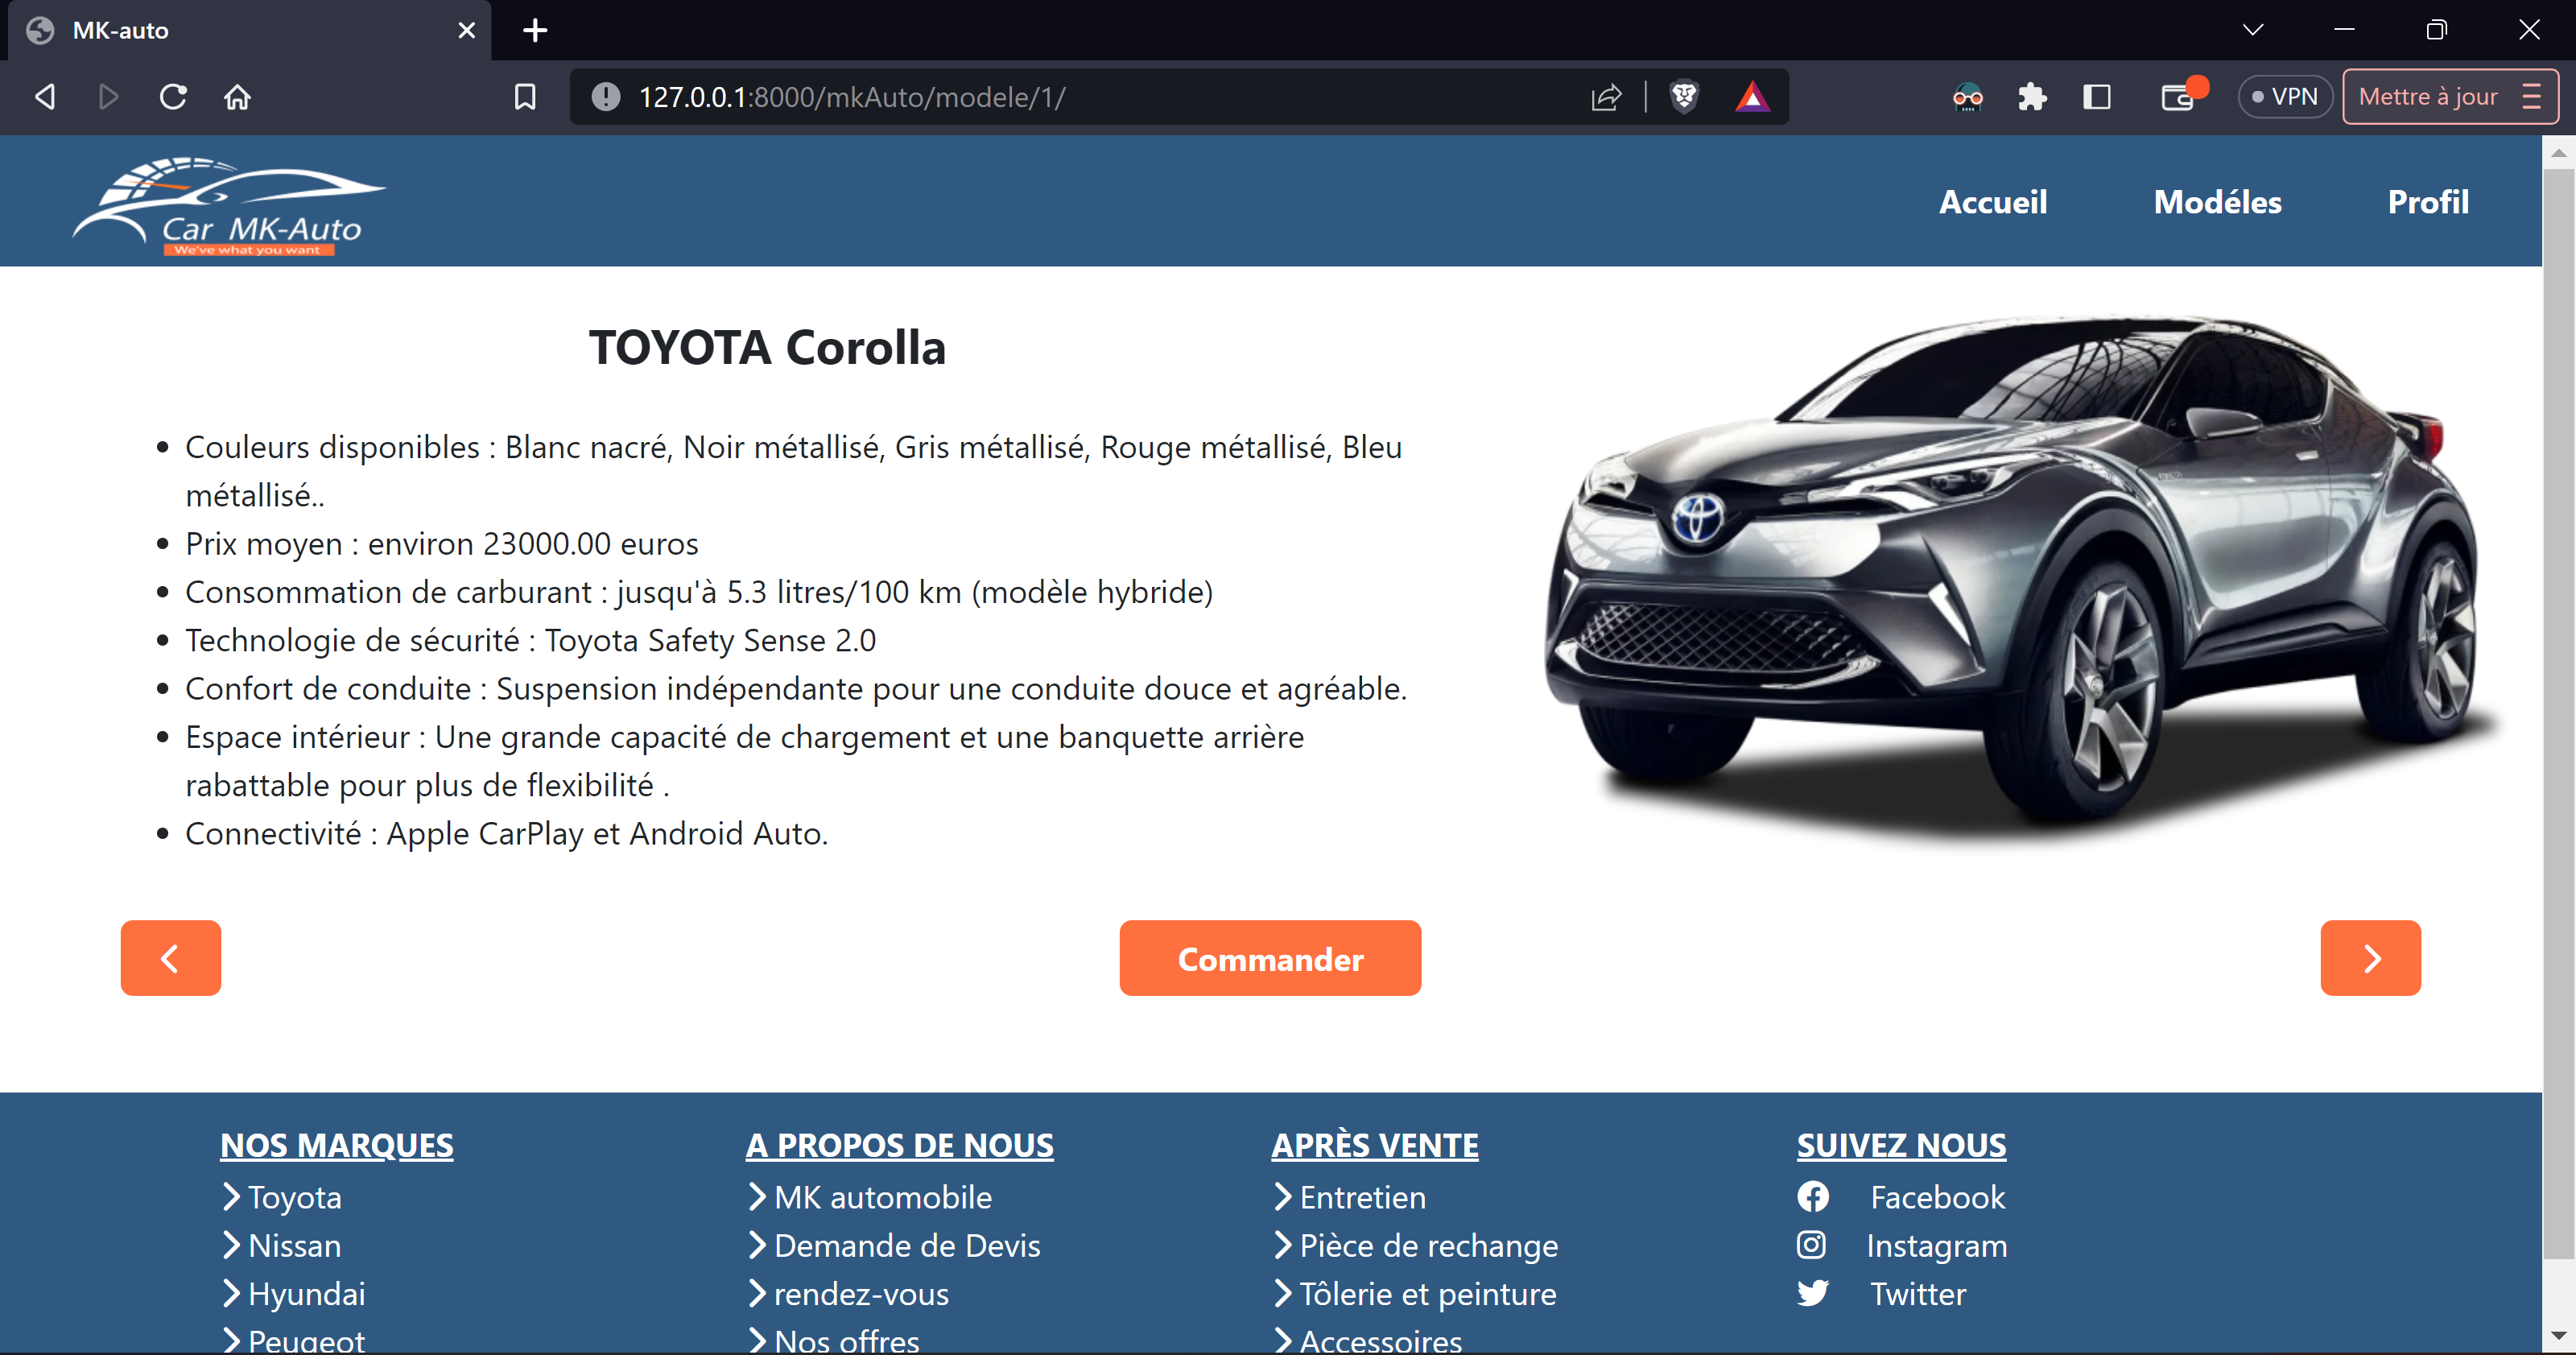 MK-auto
127.0.0.1:8000/mkAuto/modele/1/
VPN
Mettre à jour
Car MK-Auto
We've what you want
Accueil
Modéles
Profil
TOYOTA Corolla
Couleurs disponibles : Blanc nacré, Noir métallisé, Gris métallisé, Rouge métallisé, Bleu
métallisé..
Prix moyen : environ 23000.00 euros
Consommation de carburant : jusqu'à 5.3 litres/100 km (modèle hybride)
Technologie de sécurité : Toyota Safety Sense 2.0
Confort de conduite : Suspension indépendante pour une conduite douce et agréable.
Espace intérieur : Une grande capacité de chargement et une banquette arrière
rabattable pour plus de flexibilité .
Connectivité : Apple CarPlay et Android Auto.
Commander
NOS MARQUES
Toyota
Nissan
Hyundai
Peugeot
A PROPOS DE NOUS
MK automobile
Demande de Devis
rendez-vous
Nos offres
APRÈS VENTE
Entretien
Pièce de rechange
Tôlerie et peinture
Accessoires
SUIVEZ NOUS
Facebook
Instagram
Twitter